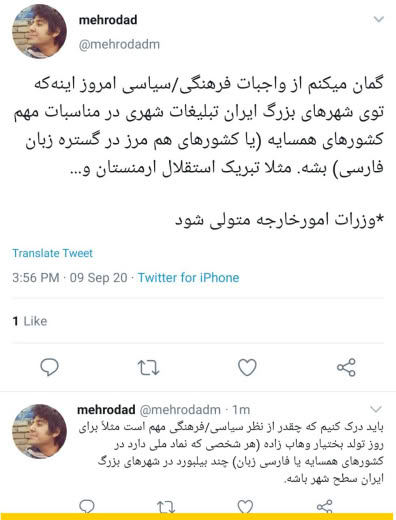 mehrodad
@mehrodadm
گمان میکنم از واجبات فرهنگی/سیاسی امروز اینه‌که
توی شهرهای بزرگ ایران تبلیغات شهری در مناسبات مهم
کشورهای همسایه (یا کشورهای هم مرز در گستره زبان
فارسی) بشه. مثلا تبریک استقلال ارمنستان و...
*وزرات امورخارجه متولی شود
Translate Tweet
3:56 PM · 09 Sep 20 · Twitter for iPhone
1 Like
mehrodad @mehrodadm · 1m
باید درک کنیم که چقدر از نظر سیاسی/فرهنگی مهم است مثلاً برای
روز تولد بختیار وهاب زاده (هر شخصی که نماد ملی دارد در
کشورهای همسایه یا فارسی زبان) چند بیلبورد در شهرهای بزرگ
ایران سطح شهر باشه.